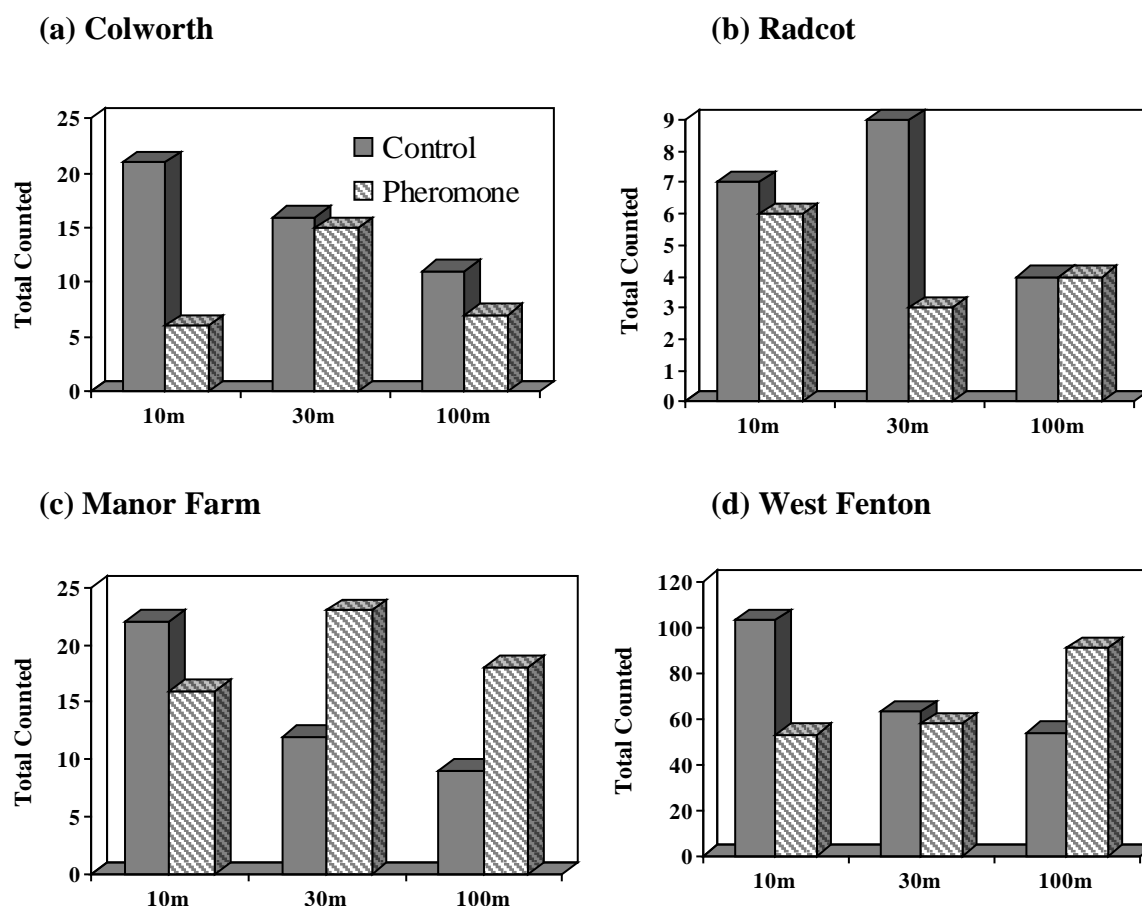 (a) Colworth
25
20
15
10
5
0
Total Counted
Control
Pheromone
10m 30m 100m
(b) Radcot
9
8
7
6
5
4
3
2
1
0
Total Counted
10m 30m 100m
(c) Manor Farm
25
20
15
10
5
0
Total Counted
10m 30m 100m
(d) West Fenton
120
100
80
60
40
20
0
Total Counted
10m 30m 100m